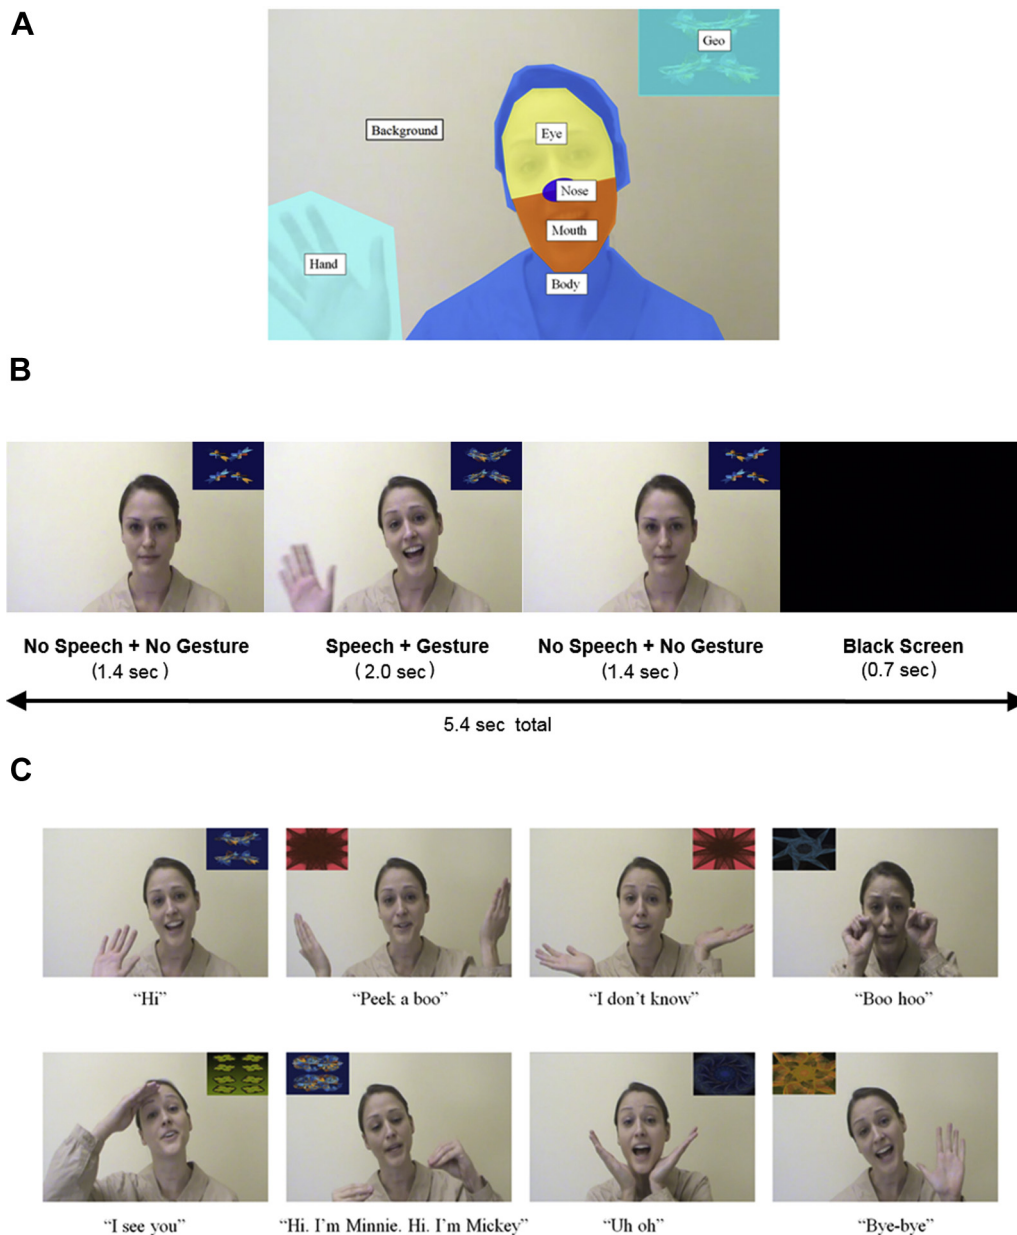 A
Geo
Background
Eye
Nose
Mouth
Hand
Body
B
No Speech + No Gesture
(1.4 sec)
Speech + Gesture
(2.0 sec)
No Speech + No Gesture
(1.4 sec)
Black Screen
(0.7 sec)
5.4 sec total
C
“Hi”
“Peek a boo”
“I don’t know”
“Boo hoo”
“I see you”
“Hi. I’m Minnie. Hi. I’m Mickey”
“Uh oh”
“Bye-bye”